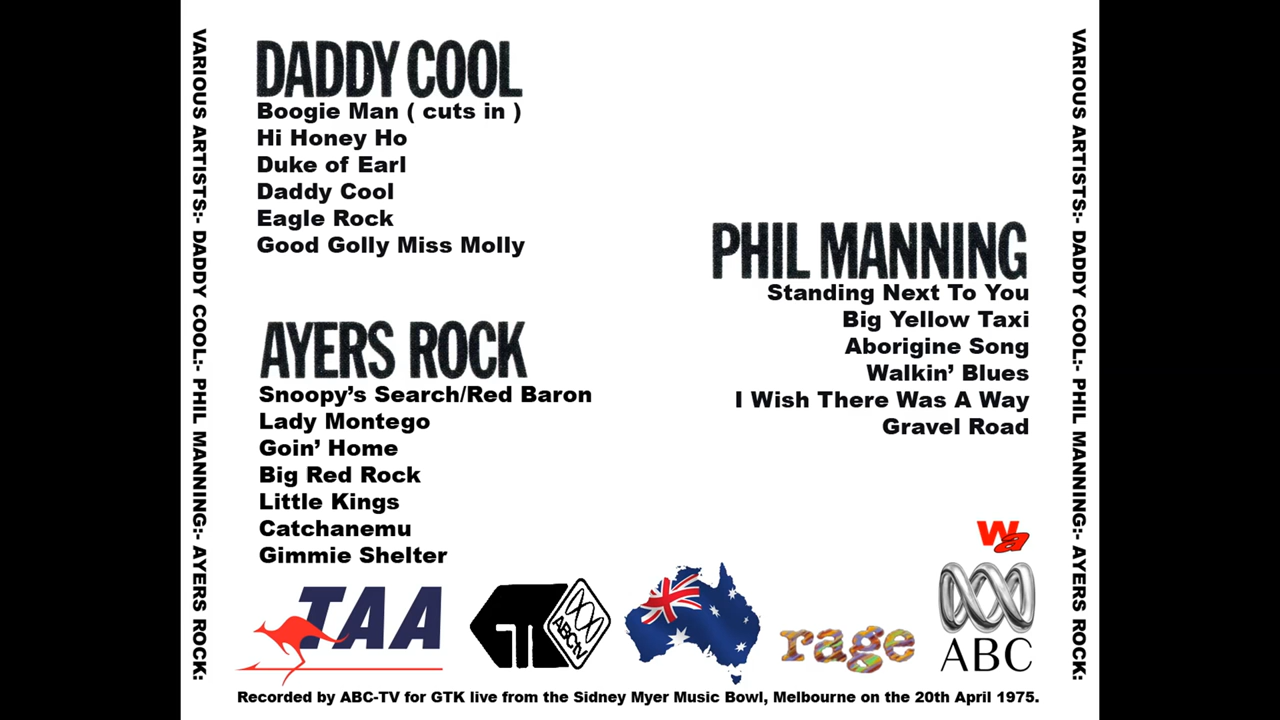 VARIOUS ARTISTS:- DADDY COOL:- PHIL MANNING:- AYERS ROCK:
DADDY COOL
Boogie Man ( cuts in )
Hi Honey Ho
Duke of Earl
Daddy Cool
Eagle Rock
Good Golly Miss Molly
AYERS ROCK
Snoopy’s Search/Red Baron
Lady Montego
Goin’ Home
Big Red Rock
Little Kings
Catchanemu
Gimmie Shelter
PHIL MANNING
Standing Next To You
Big Yellow Taxi
Aborigine Song
Walkin’ Blues
I Wish There Was A Way
Gravel Road
VARIOUS ARTISTS:- DADDY COOL:- PHIL MANNING:- AYERS ROCK:
TAA
ABCtv
rage
Wa
ABC
Recorded by ABC-TV for GTK live from the Sidney Myer Music Bowl, Melbourne on the 20th April 1975.